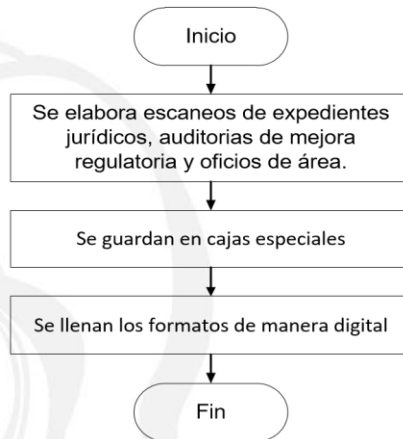 Inicio
Se elabora escaneos de expedientes
jurídicos, auditorias de mejora
regulatoria y oficios de área.
Se guardan en cajas especiales
Se llenan los formatos de manera digital
Fin